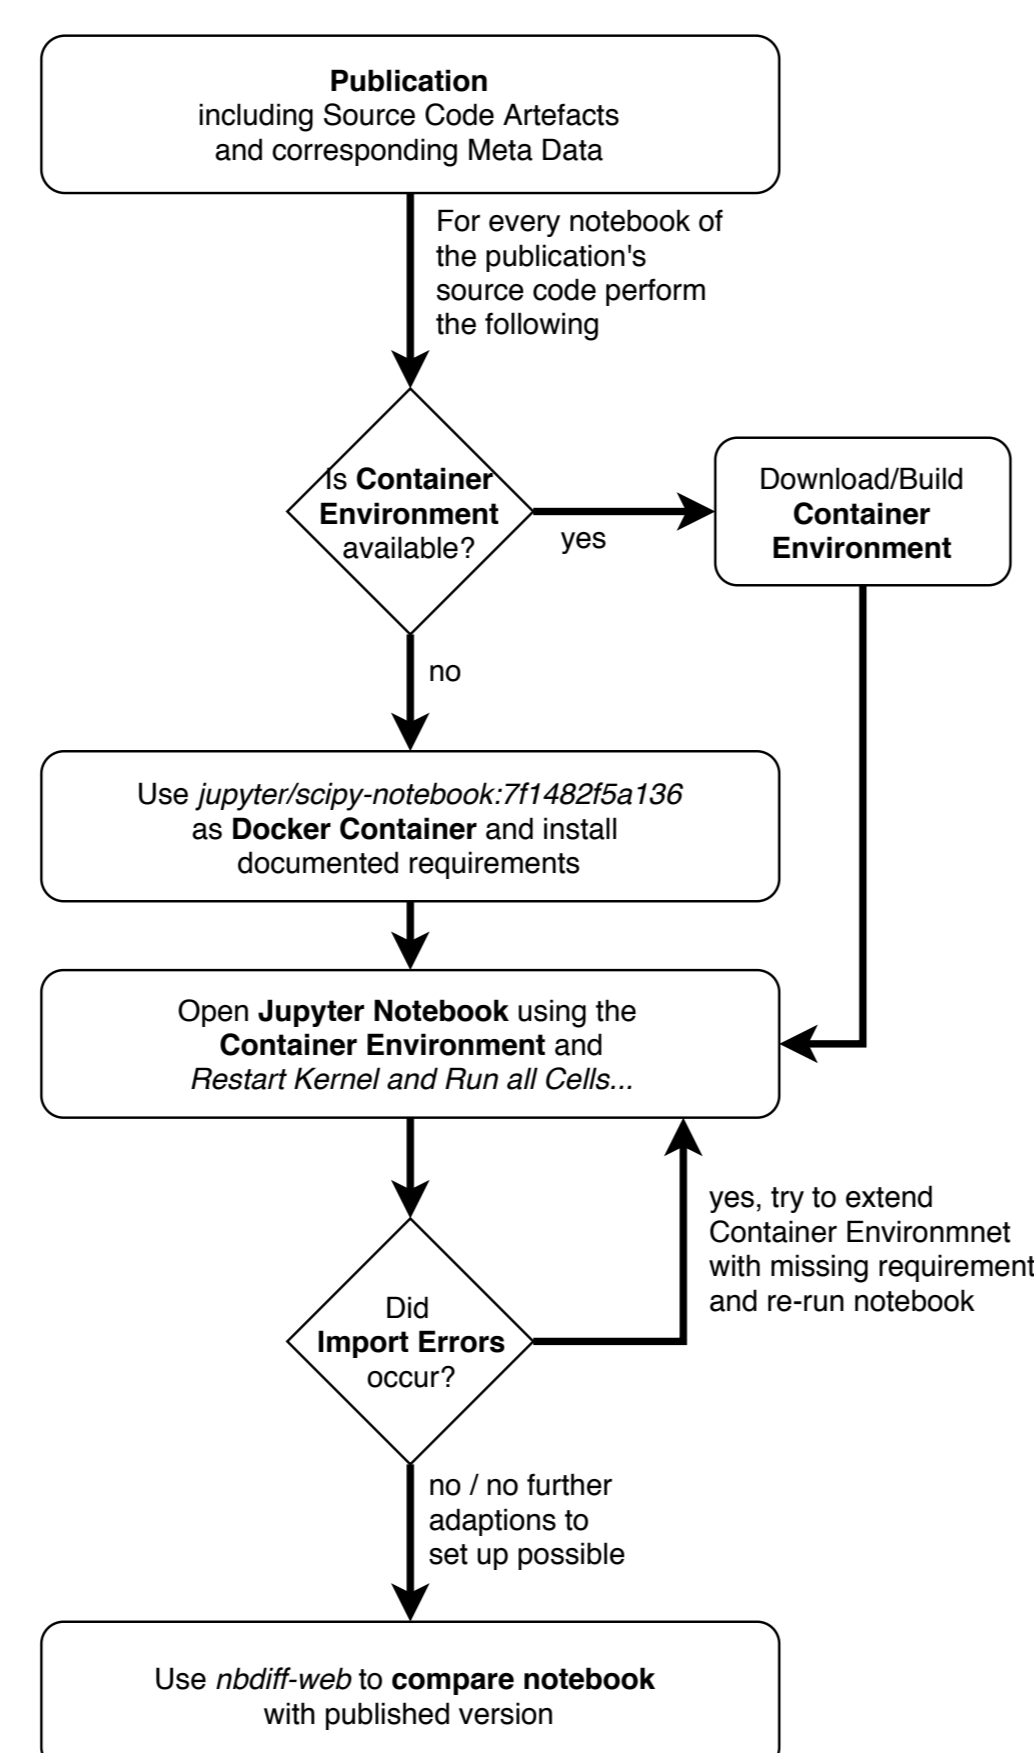 Publication
including Source Code Artefacts
and corresponding Meta Data
For every notebook of
the publication's
source code perform
the following
Is Container
Environment
available?
yes
Download/Build
Container
Environment
no
Use jupyter/scipy-notebook:7f1482f5a136
as Docker Container and install
documented requirements
Open Jupyter Notebook using the
Container Environment and
Restart Kernel and Run all Cells...
yes, try to extend
Container Environmnet
with missing requirement
and re-run notebook
Did
Import Errors
occur?
no / no further
adaptions to
set up possible
Use nbdiff-web to compare notebook
with published version